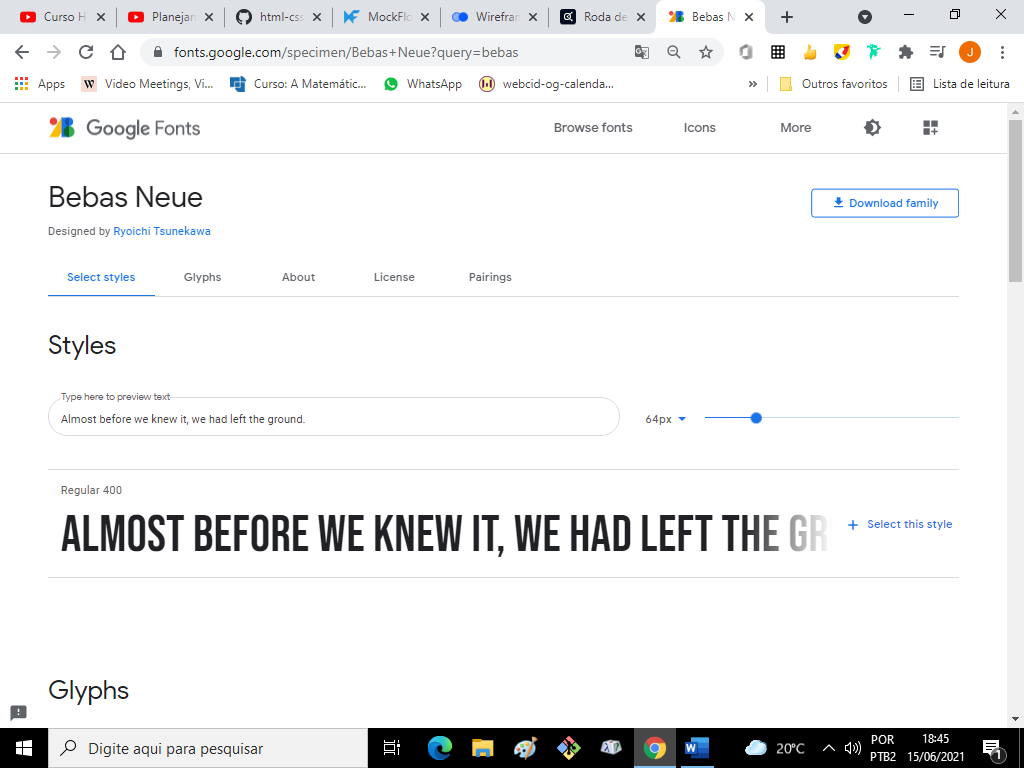 Curso H
Planejar
html-css
MockFlo
Wirefran
Roda de
Bebas N
fonts.google.com/specimen/Bebas+Neue?query=bebas
J
Apps
Video Meetings, Vi...
Curso: A Matemátic...
WhatsApp
webcid-og-calenda...
»
Outros favoritos
Lista de leitura
Google Fonts
Browse fonts
Icons
More
Bebas Neue
Download family
Designed by Ryoichi Tsunekawa
Select styles
Glyphs
About
License
Pairings
Styles
Type here to preview text
Almost before we knew it, we had left the ground.
64px
Regular 400
ALMOST BEFORE WE KNEW IT, WE HAD LEFT THE GR
+ Select this style
Glyphs
Digite aqui para pesquisar
20°C
POR
PTB2
18:45
15/06/2021
1